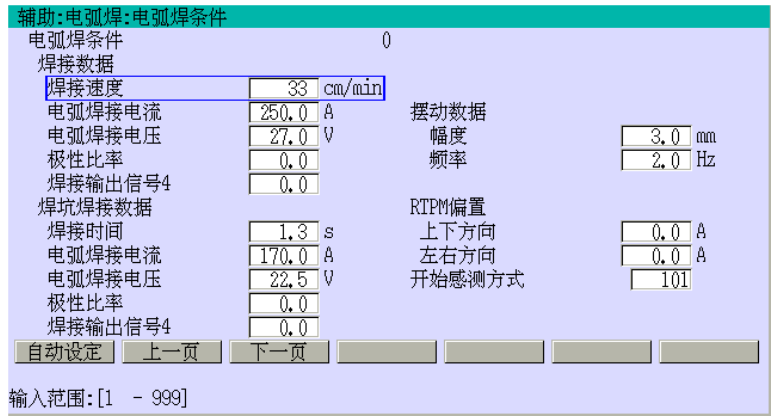 辅助:电弧焊:电弧焊条件
电弧焊条件 0
焊接数据
焊接速度 33 cm/min
电弧焊接电流 250.0 A 摆动数据
电弧焊接电压 27.0 V 幅度 3.0 mm
极性比率 0.0 频率 2.0 Hz
焊接输出信号4 0.0
焊坑焊接数据 RTPM偏置
焊接时间 1.3 s 上下方向 0.0 A
电弧焊接电流 170.0 A 左右方向 0.0 A
电弧焊接电压 22.5 V 开始感测方式 101
极性比率 0.0
焊接输出信号4 0.0
自动设定 上一页 下一页
输入范围:[1 - 999]